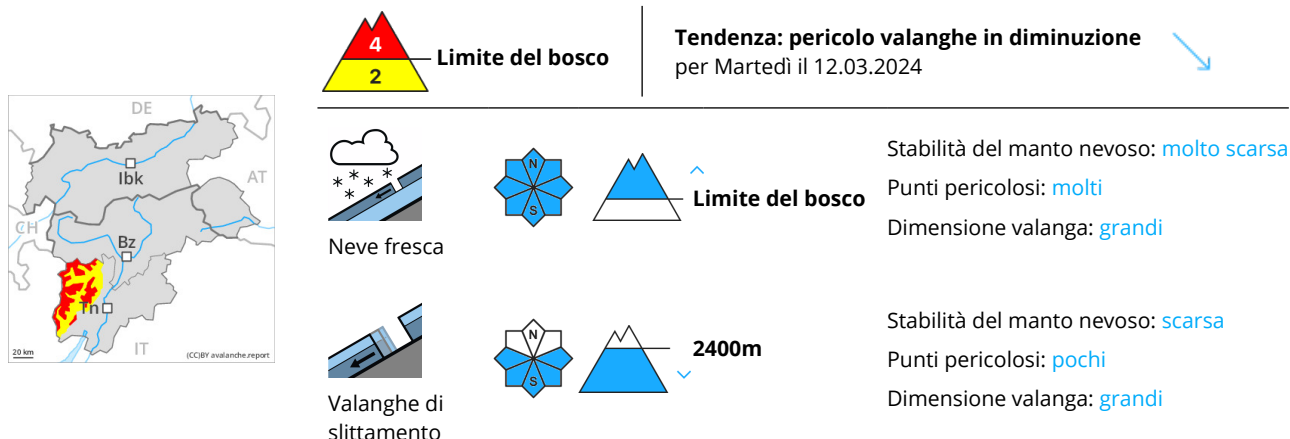 4
2
Limite del bosco
Tendenza: pericolo valanghe in diminuzione
per Martedì il 12.03.2024
DE
AT
CH
IT
Ibk
Bz
Tn
20 km
(CC)BY avalanche.report
Neve fresca
N
S
Limite del bosco
Stabilità del manto nevoso: molto scarsa
Punti pericolosi: molti
Dimensione valanga: grandi
Valanghe di
slittamento
N
S
2400m
Stabilità del manto nevoso: scarsa
Punti pericolosi: pochi
Dimensione valanga: grandi